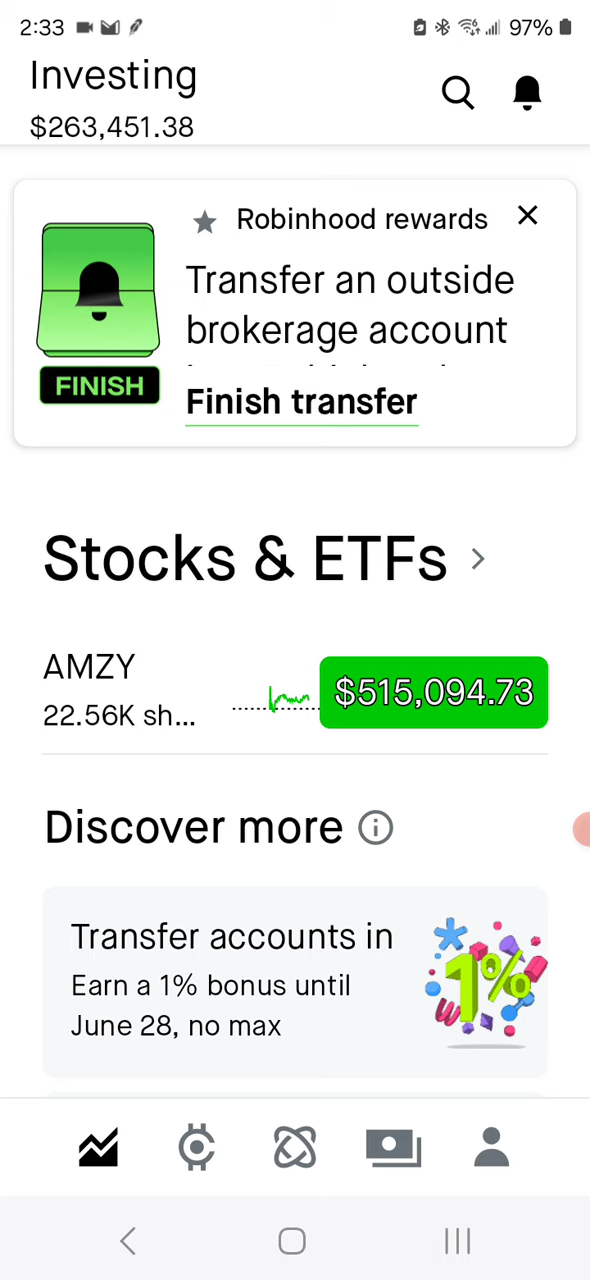 2:33
97%
Investing
$263,451.38
Robinhood rewards
Transfer an outside
brokerage account
FINISH
Finish transfer
Stocks & ETFs
AMZY
$515,094.73
22.56K sh...
Discover more
Transfer accounts in
Earn a 1% bonus until
June 28, no max
1%